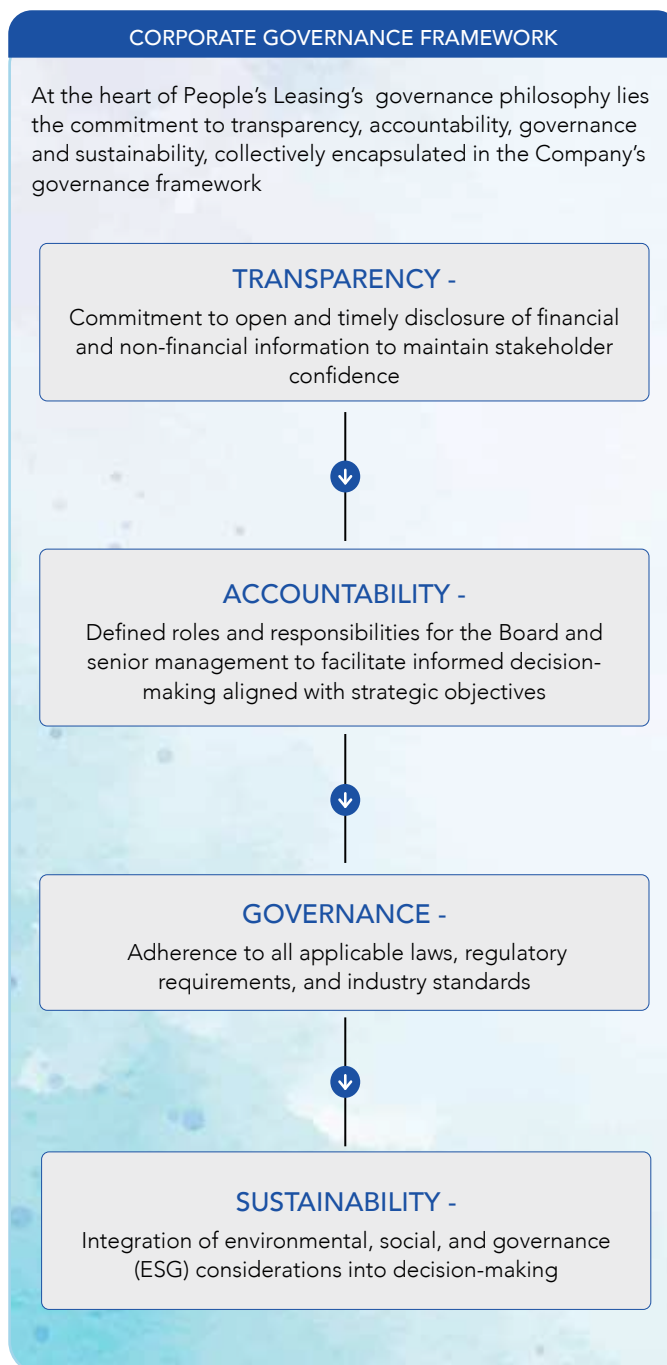 CORPORATE GOVERNANCE FRAMEWORK
At the heart of People’s Leasing’s  governance philosophy lies
the commitment to transparency, accountability, governance
and sustainability, collectively encapsulated in the Company’s
governance framework
TRANSPARENCY -
Commitment to open and timely disclosure of financial
and non-financial information to maintain stakeholder
confidence
ACCOUNTABILITY -
Defined roles and responsibilities for the Board and
senior management to facilitate informed decision-
making aligned with strategic objectives
GOVERNANCE -
Adherence to all applicable laws, regulatory
requirements, and industry standards
SUSTAINABILITY -
Integration of environmental, social, and governance
(ESG) considerations into decision-making